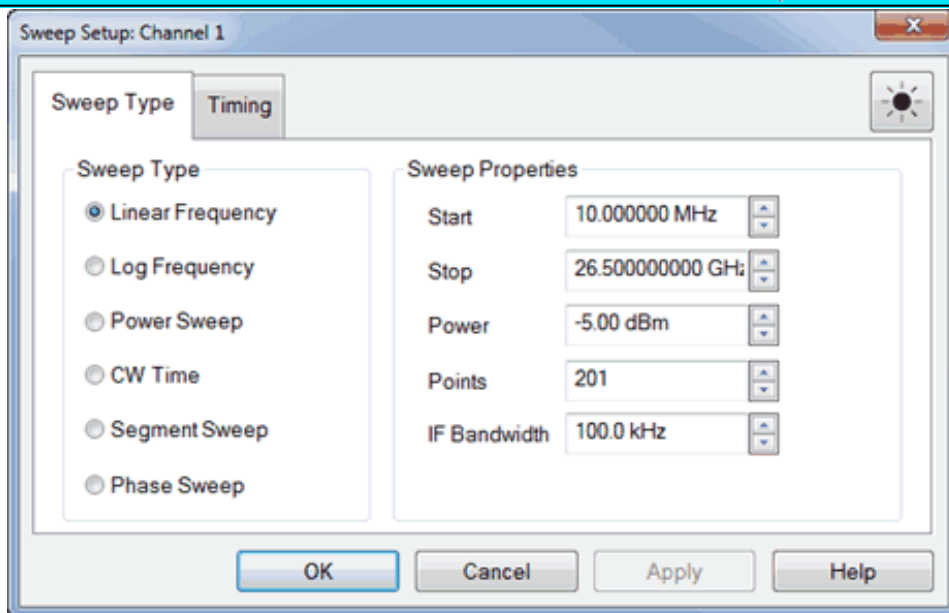 Sweep Setup: Channel 1
Sweep Type
Timing
Sweep Type
Linear Frequency
Log Frequency
Power Sweep
CW Time
Segment Sweep
Phase Sweep
Sweep Properties
Start 10.000000 MHz
Stop 26.500000000 GHz
Power -5.00 dBm
Points 201
IF Bandwidth 100.0 kHz
OK Cancel Apply Help